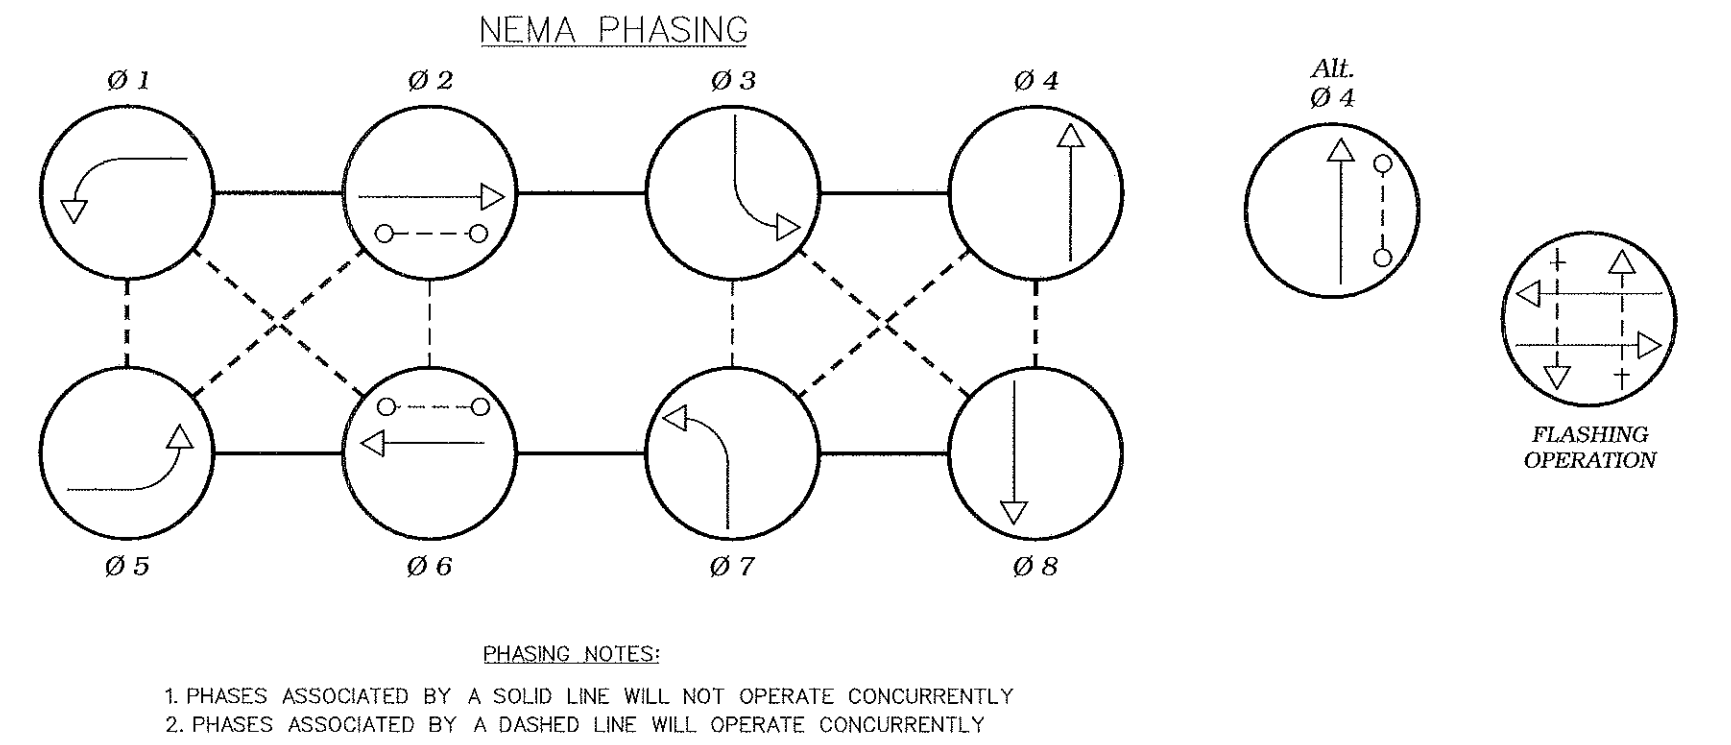 NEMA PHASING
Ø 1
Ø 2
Ø 3
Ø 4
Alt.
Ø 4
FLASHING
OPERATION
Ø 5
Ø 6
Ø 7
Ø 8
PHASING NOTES:
1. PHASES ASSOCIATED BY A SOLID LINE WILL NOT OPERATE CONCURRENTLY
2. PHASES ASSOCIATED BY A DASHED LINE WILL OPERATE CONCURRENTLY